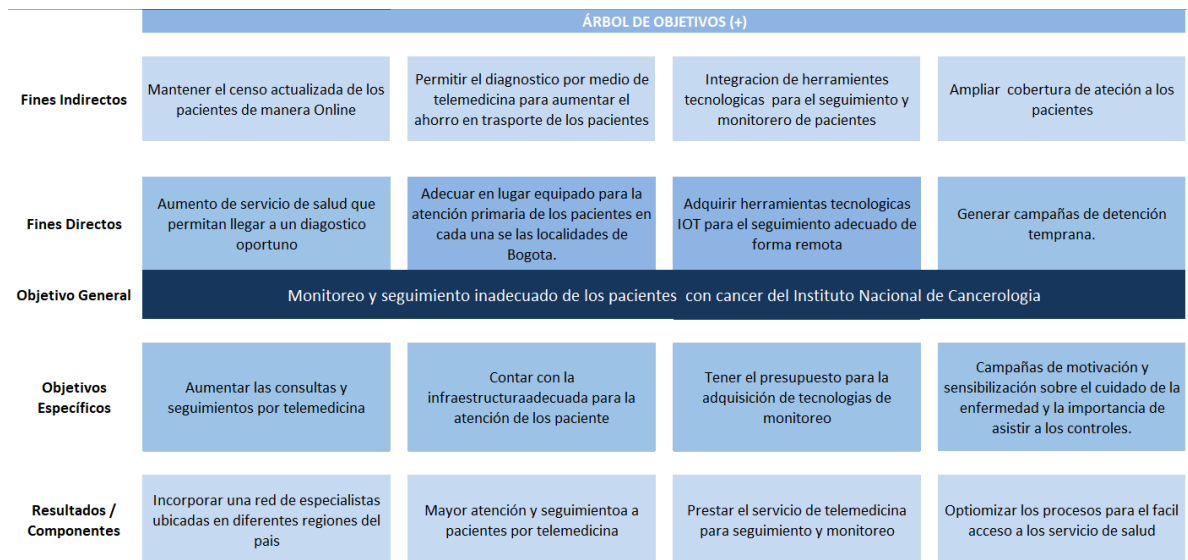 ÁRBOL DE OBJETIVOS (+)
Fines Indirectos
Mantener el censo actualizada de los
pacientes de manera Online
Permitir el diagnostico por medio de
telemedicina para aumentar el
ahorro en trasporte de los pacientes
Integracion de herramientes
tecnologicas para el seguimiento y
monitorero de pacientes
Ampliar cobertura de ateción a los
pacientes
Fines Directos
Aumento de servicio de salud que
permitan llegar a un diagostico
oportuno
Adecuar en lugar equipado para la
atención primaria de los pacientes en
cada una se las localidades de
Bogota.
Adquirir herramientas tecnologicas
IOT para el seguimiento adecuado de
forma remota
Generar campañas de detención
temprana.
Objetivo General
Monitoreo y seguimiento inadecuado de los pacientes con cancer del Instituto Nacional de Cancerologia
Objetivos
Específicos
Aumentar las consultas y
seguimientos por telemedicina
Contar con la
infraestructuraadecuada para la
atención de los paciente
Tener el presupuesto para la
adquisición de tecnologias de
monitoreo
Campañas de motivación y
sensibilización sobre el cuidado de la
enfermedad y la importancia de
asistir a los controles.
Resultados /
Componentes
Incorporar una red de especialistas
ubicadas en diferentes regiones del
pais
Mayor atención y seguimientoa a
pacientes por telemedicina
Prestar el servicio de telemedicina
para seguimiento y monitoreo
Optiomizar los procesos para el facil
acceso a los servicio de salud